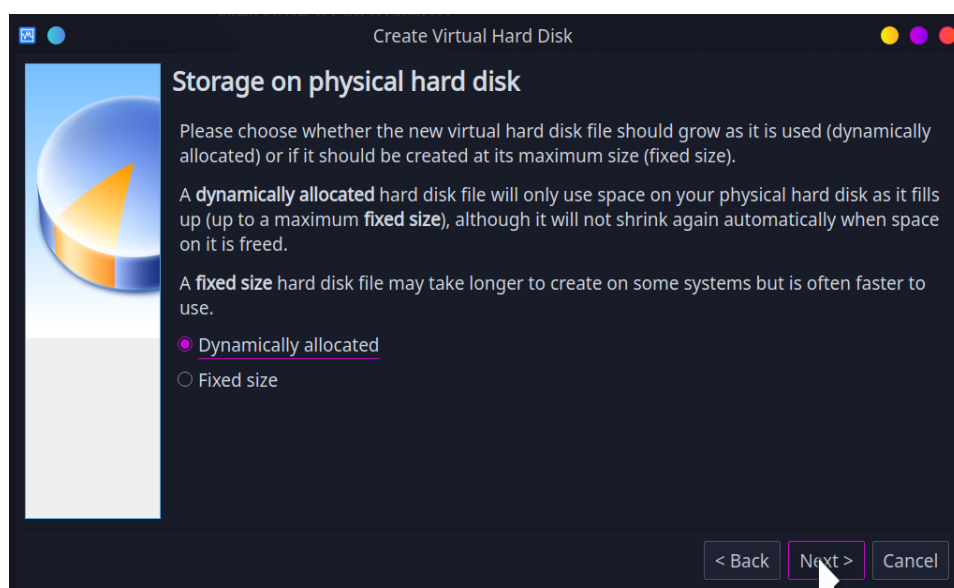 Create Virtual Hard Disk
Storage on physical hard disk
Please choose whether the new virtual hard disk file should grow as it is used (dynamically
allocated) or if it should be created at its maximum size (fixed size).
A dynamically allocated hard disk file will only use space on your physical hard disk as it fills
up (up to a maximum fixed size), although it will not shrink again automatically when space
on it is freed.
A fixed size hard disk file may take longer to create on some systems but is often faster to
use.
Dynamically allocated
Fixed size
< Back Next > Cancel